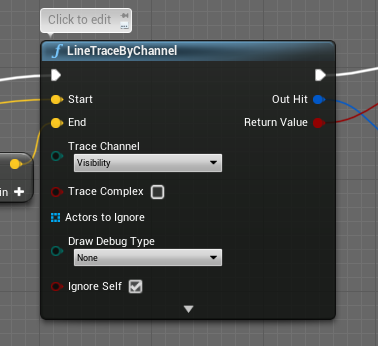 Click to edit
f LineTraceByChannel
Start
Out Hit
End
Return Value
Trace Channel
Visibility
in +
Trace Complex
Actors to Ignore
Draw Debug Type
None
Ignore Self